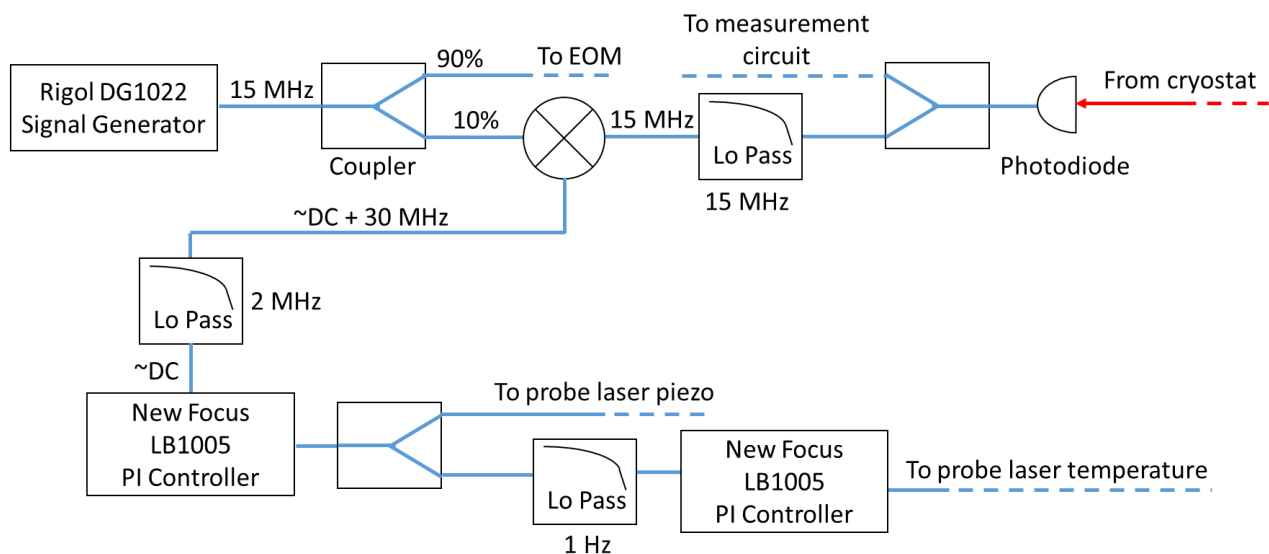 To measurement
circuit
90%
To EOM
Rigol DG1022
Signal Generator
15 MHz
From cryostat
10%
15 MHz
Lo Pass
Coupler
Photodiode
15 MHz
~DC + 30 MHz
Lo Pass
2 MHz
~DC
To probe laser piezo
New Focus
LB1005
PI Controller
New Focus
LB1005
PI Controller
To probe laser temperature
Lo Pass
1 Hz